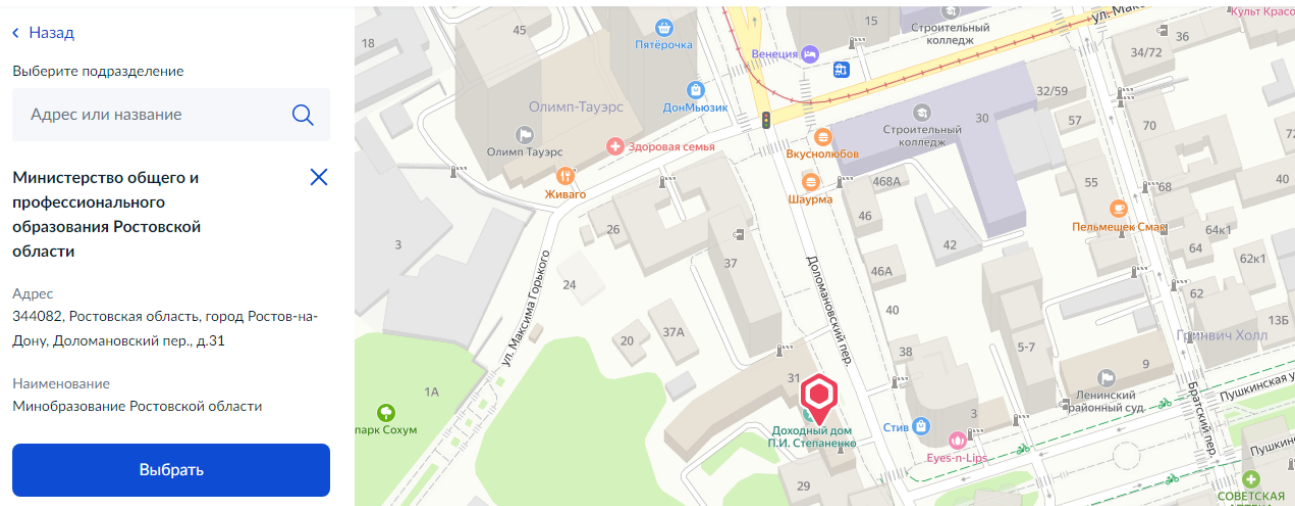 Назад
Выберите подразделение
Адрес или название
Министерство общего и
профессионального
образования Ростовской
области
Адрес
344082, Ростовская область, город Ростов-на-
Дону, Доломановский пер., д.31
Наименование
Минобразование Ростовской области
Выбрать
18
45
Пятёрочка
Венеция
15
Строительный
колледж
ул. Макс
Культ Красо
36
34/72
Олимп-Тауэрс
ДонМьюзик
32/59
Олимп Тауэрс
Здоровая семья
Вкуснолюбов
Строительный
колледж
30
57
70
72
Живаго
Шаурма
468А
55
68
40
Пельмешек Смая
3
26
46
42
64к1
64
62к1
37
46А
ул. Максима Горького
Доломановский пер.
24
40
62
13Б
20
37А
38
5-7
Гринвич Холл
1А
31
9
Ленинский
районный суд
Пушкинская у
парк Сохум
Доходный дом
П.И. Степаненко
Стив
3
Eyes-n-Lips
Братский пер.
Пушкин
29
СОВЕТСКАЯ